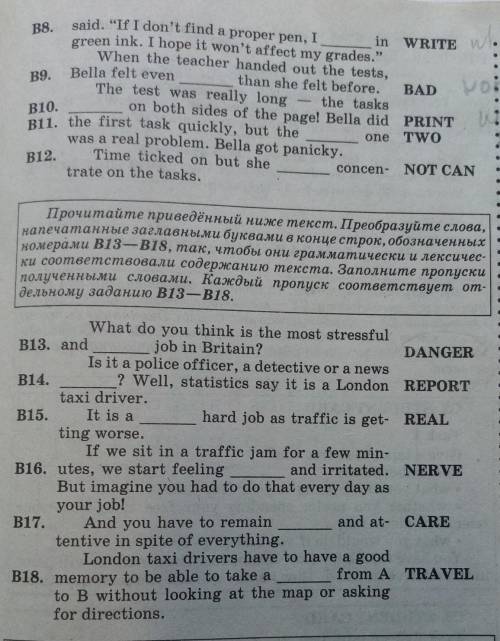 B8. said. “If I don't find a proper pen, I ______ in WRITE
green ink. I hope it won't affect my grades.”
When the teacher handed out the tests,
B9. Bella felt even ______ than she felt before. BAD
The test was really long — the tasks
B10. ______ on both sides of the page! Bella did PRINT
B11. the first task quickly, but the ______ one TWO
was a real problem. Bella got panicky.
B12. Time ticked on but she ______ concen- NOT CAN
trate on the tasks.
Прочитайте приведённый ниже текст. Преобразуйте слова,
напечатанные заглавными буквами в конце строк, обозначенных
номерами B13—B18, так, чтобы они грамматически и лексичес-
ки соответствовали содержанию текста. Заполните пропуски
полученными словами. Каждый пропуск соответствует от-
дельному заданию B13—B18.
What do you think is the most stressful
B13. and ______ job in Britain? DANGER
Is it a police officer, a detective or a news
B14. ______? Well, statistics say it is a London REPORT
taxi driver.
B15. It is a ______ hard job as traffic is get- REAL
ting worse.
If we sit in a traffic jam for a few min-
B16. utes, we start feeling ______ and irritated. NERVE
But imagine you had to do that every day as
your job!
B17. And you have to remain ______ and at- CARE
tentive in spite of everything.
London taxi drivers have to have a good
B18. memory to be able to take a ______ from A TRAVEL
to B without looking at the map or asking
for directions.